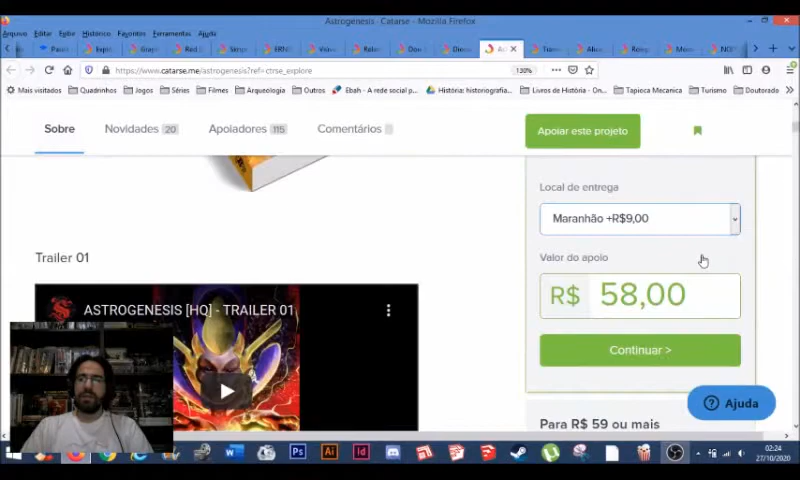 Astrogenesis · Catarse - Mozilla Firefox
Arquivo Editar Exibir Histórico Favoritos Ferramentas Ajuda
https://www.catarse.me/astrogenesis?ref=ctrse_explore
130%
Mais visitados Quadrinhos Jogos Séries Filmes Arqueologia Outros Ebah - A rede social p... História: historiografia... Livros de História - On... Tapioca Mecanica Turismo Doutorado
Sobre Novidades 20 Apoiadores 115 Comentários
Apoiar este projeto
Local de entrega
Maranhão +R$9,00
Trailer 01
Valor do apoio
R$ 58,00
ASTROGENESIS [HQ] - TRAILER 01
Continuar >
Ajuda
Para R$ 59 ou mais
Ps Ai Id
02:24
27/10/2020